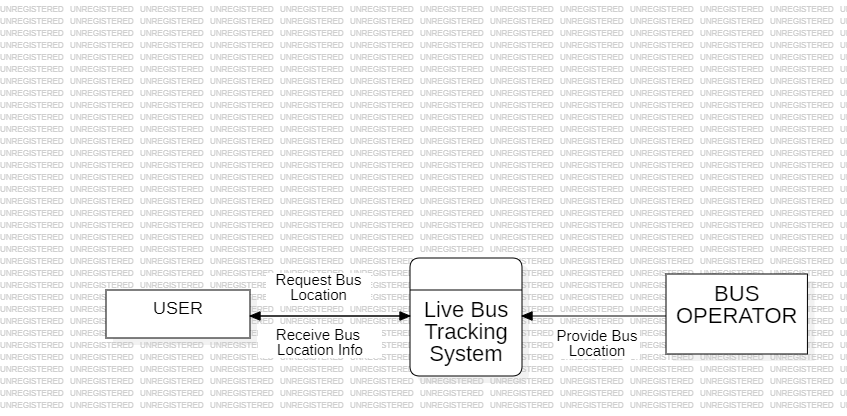 Request Bus
Location
USER
Receive Bus
Location Info
Live Bus
Tracking
System
Provide Bus
Location
BUS
OPERATOR
UNREGISTERED